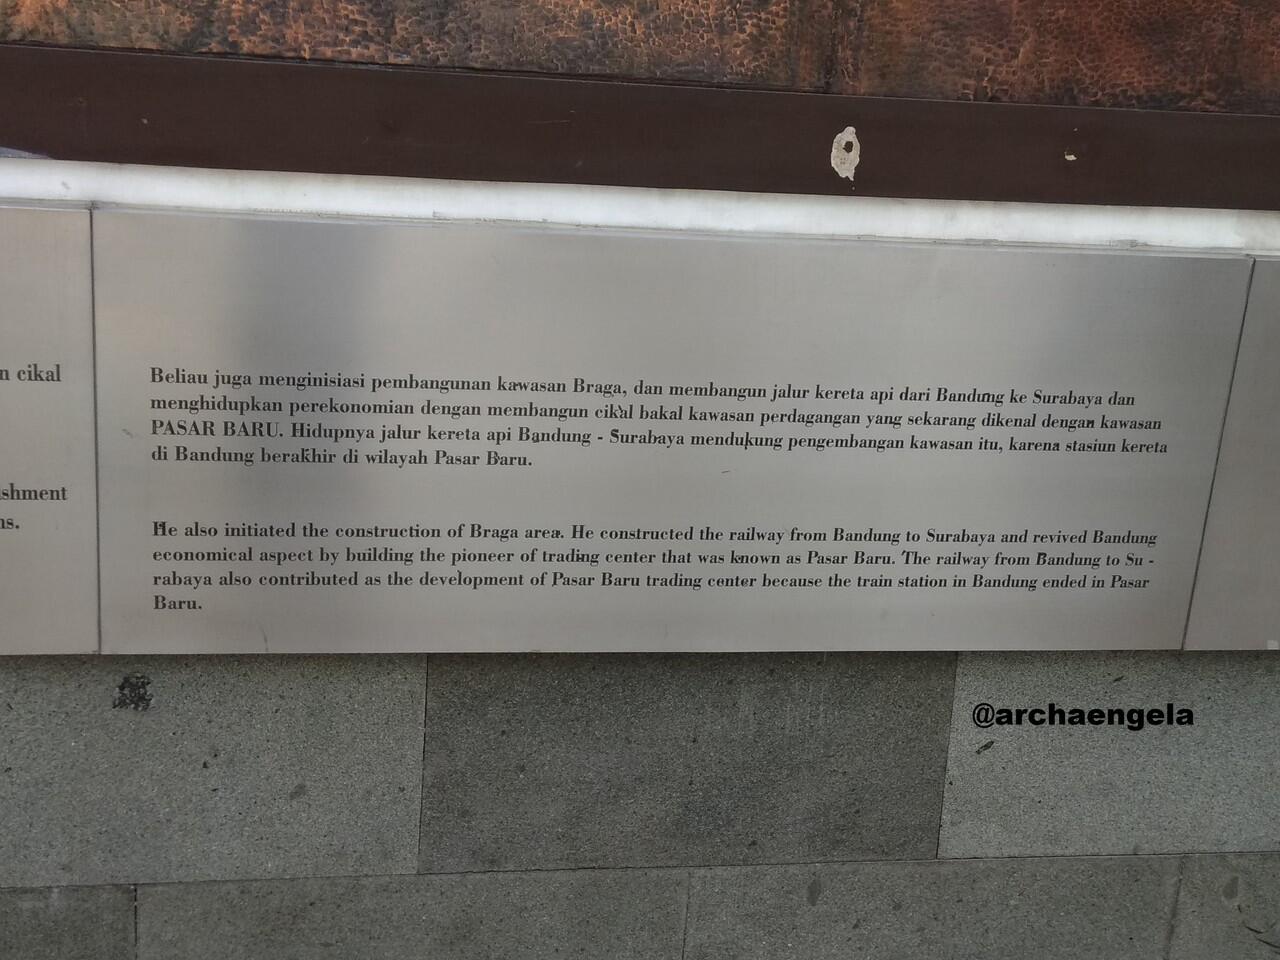 n cikal
shment
ns.
Beliau juga menginisiasi pembangunan kawasan Braga, dan membangun jalur kereta api dari Bandung ke Surabaya dan
menghidupkan perekonomian dengan membangun cikal bakal kawasan perdagangan yang sekarang dikenal dengan kawasan
PASAR BARU. Hidupnya jalur kereta api Bandung - Surabaya mendukung pengembangan kawasan itu, karena stasiun kereta
di Bandung berakhir di wilayah Pasar Baru.
He also initiated the construction of Braga area. He constructed the railway from Bandung to Surabaya and revived Bandung
economical aspect by building the pioneer of trading center that was known as Pasar Baru. The railway from Bandung to Su -
rabaya also contributed as the development of Pasar Baru trading center because the train station in Bandung ended in Pasar
Baru.
@archaengela